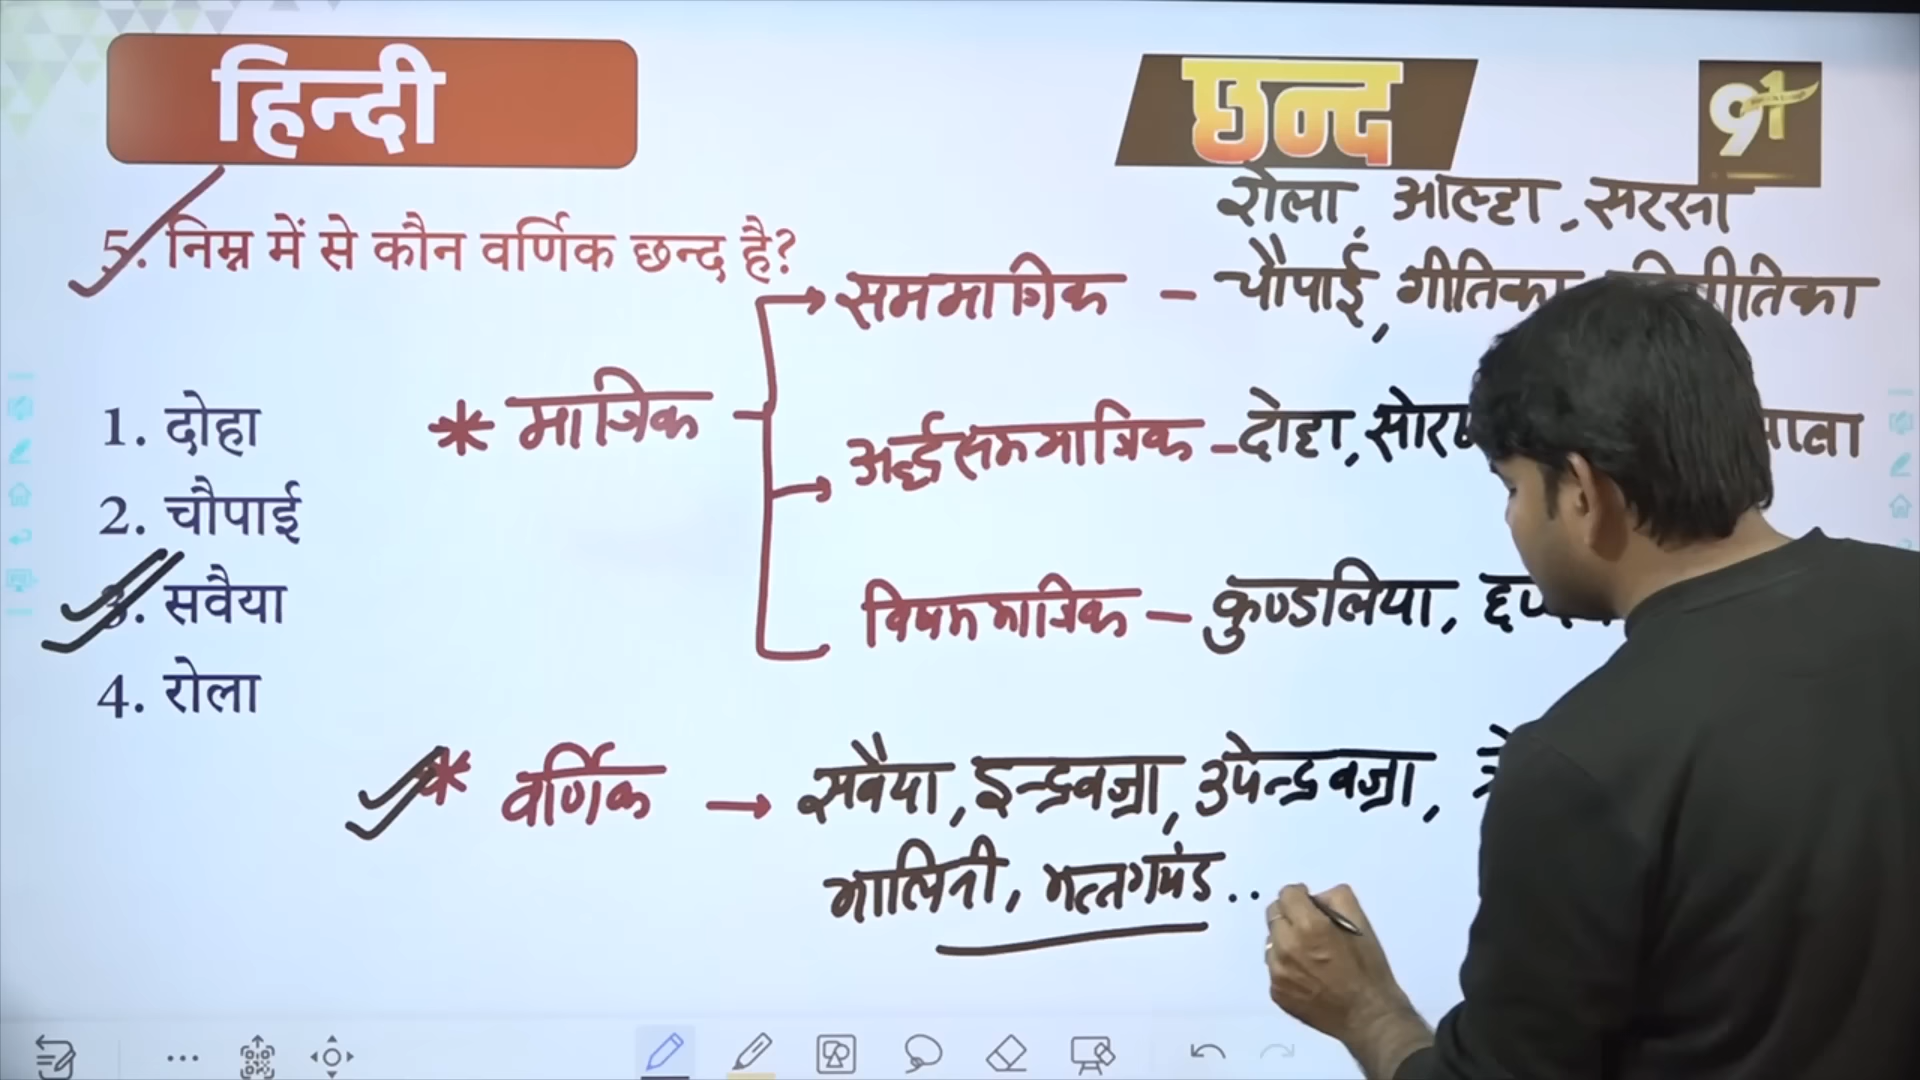 हिन्दी
छन्द
91
रोला, आल्हा, सरसी
5. निम्न में से कौन वर्णिक छन्द है?
सममात्रिक - चौपाई, गीतिका
* मात्रिक
1. दोहा
अर्द्धसममात्रिक - दोहा,
2. चौपाई
3. सवैया
विषममात्रिक - कुण्डलिया,
4. रोला
* वर्णिक → सवैया, इन्द्रवज्रा, उपेन्द्रवज्रा,
मालिनी, मत्तगयंद..